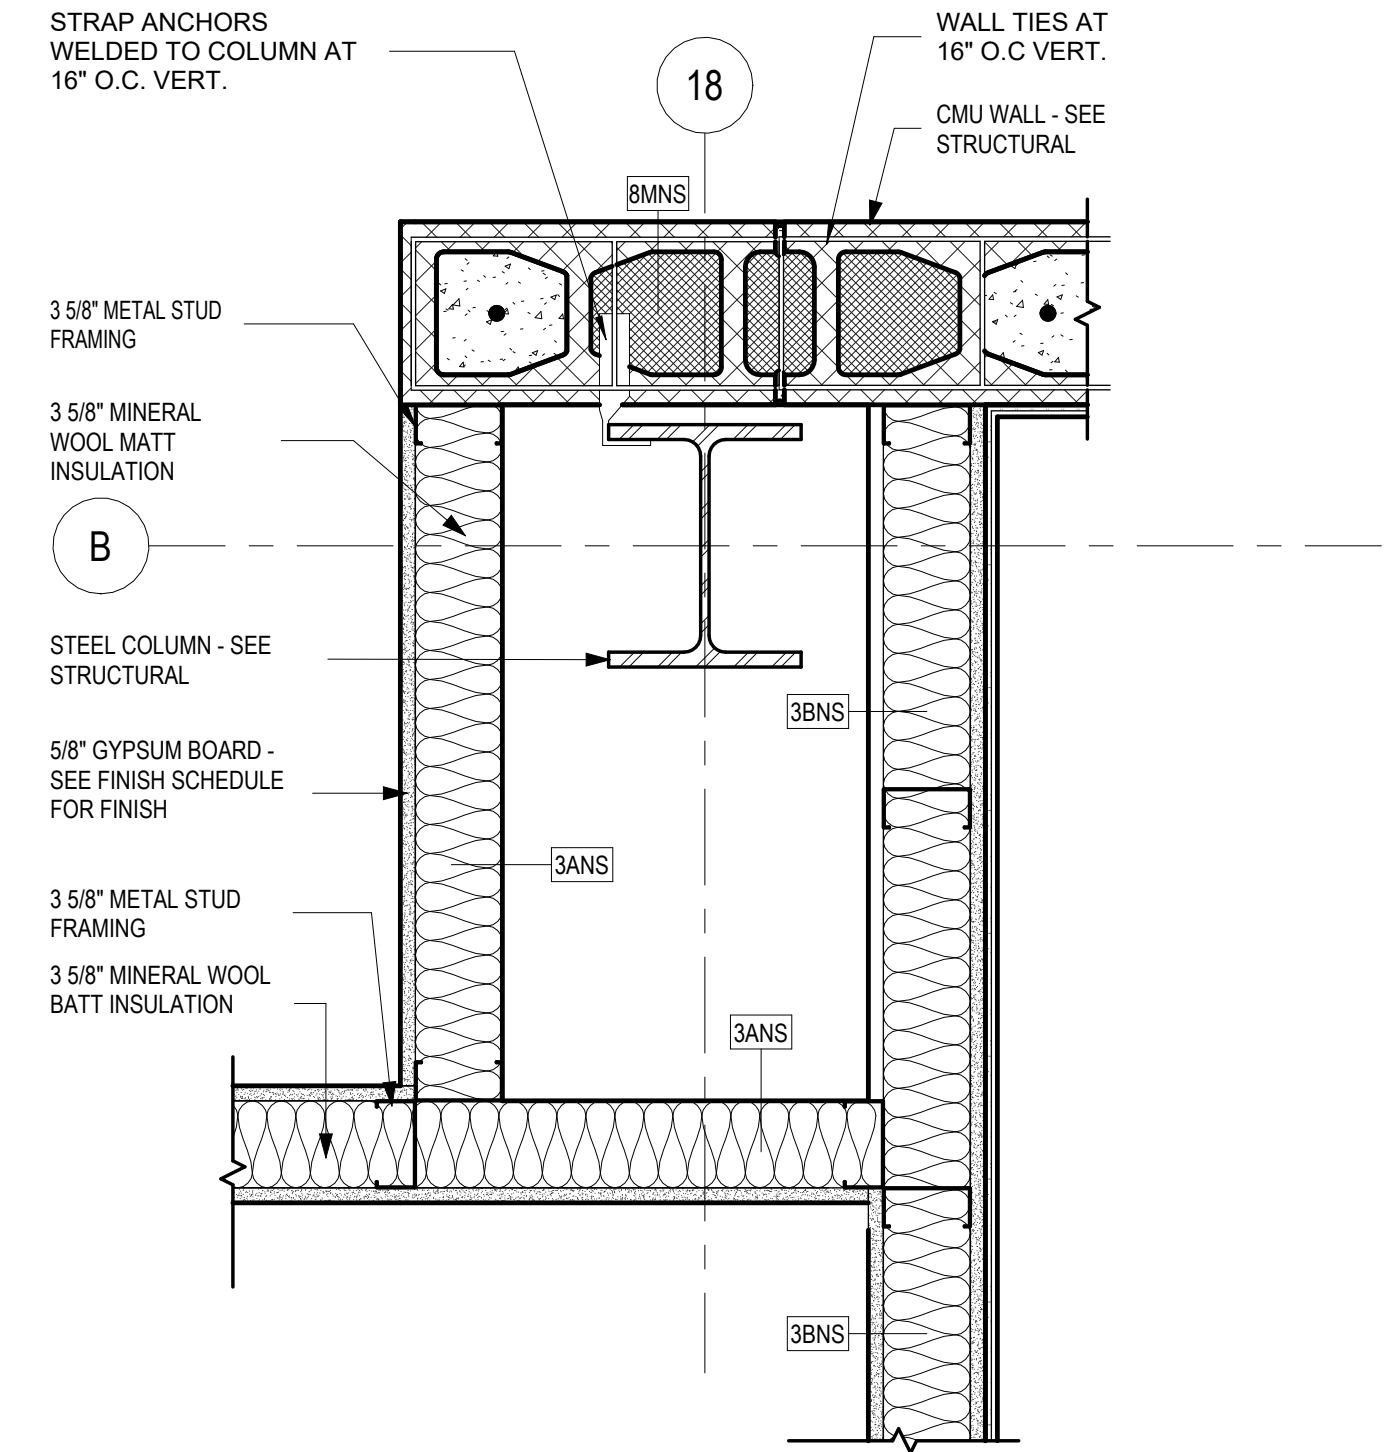 STRAP ANCHORS
WELDED TO COLUMN AT
16" O.C. VERT.
18
WALL TIES AT
16" O.C VERT.
CMU WALL - SEE
STRUCTURAL
8MNS
3 5/8" METAL STUD
FRAMING
3 5/8" MINERAL
WOOL MATT
INSULATION
B
STEEL COLUMN - SEE
STRUCTURAL
3BNS
5/8" GYPSUM BOARD -
SEE FINISH SCHEDULE
FOR FINISH
3ANS
3 5/8" METAL STUD
FRAMING
3 5/8" MINERAL WOOL
BATT INSULATION
3ANS
3BNS